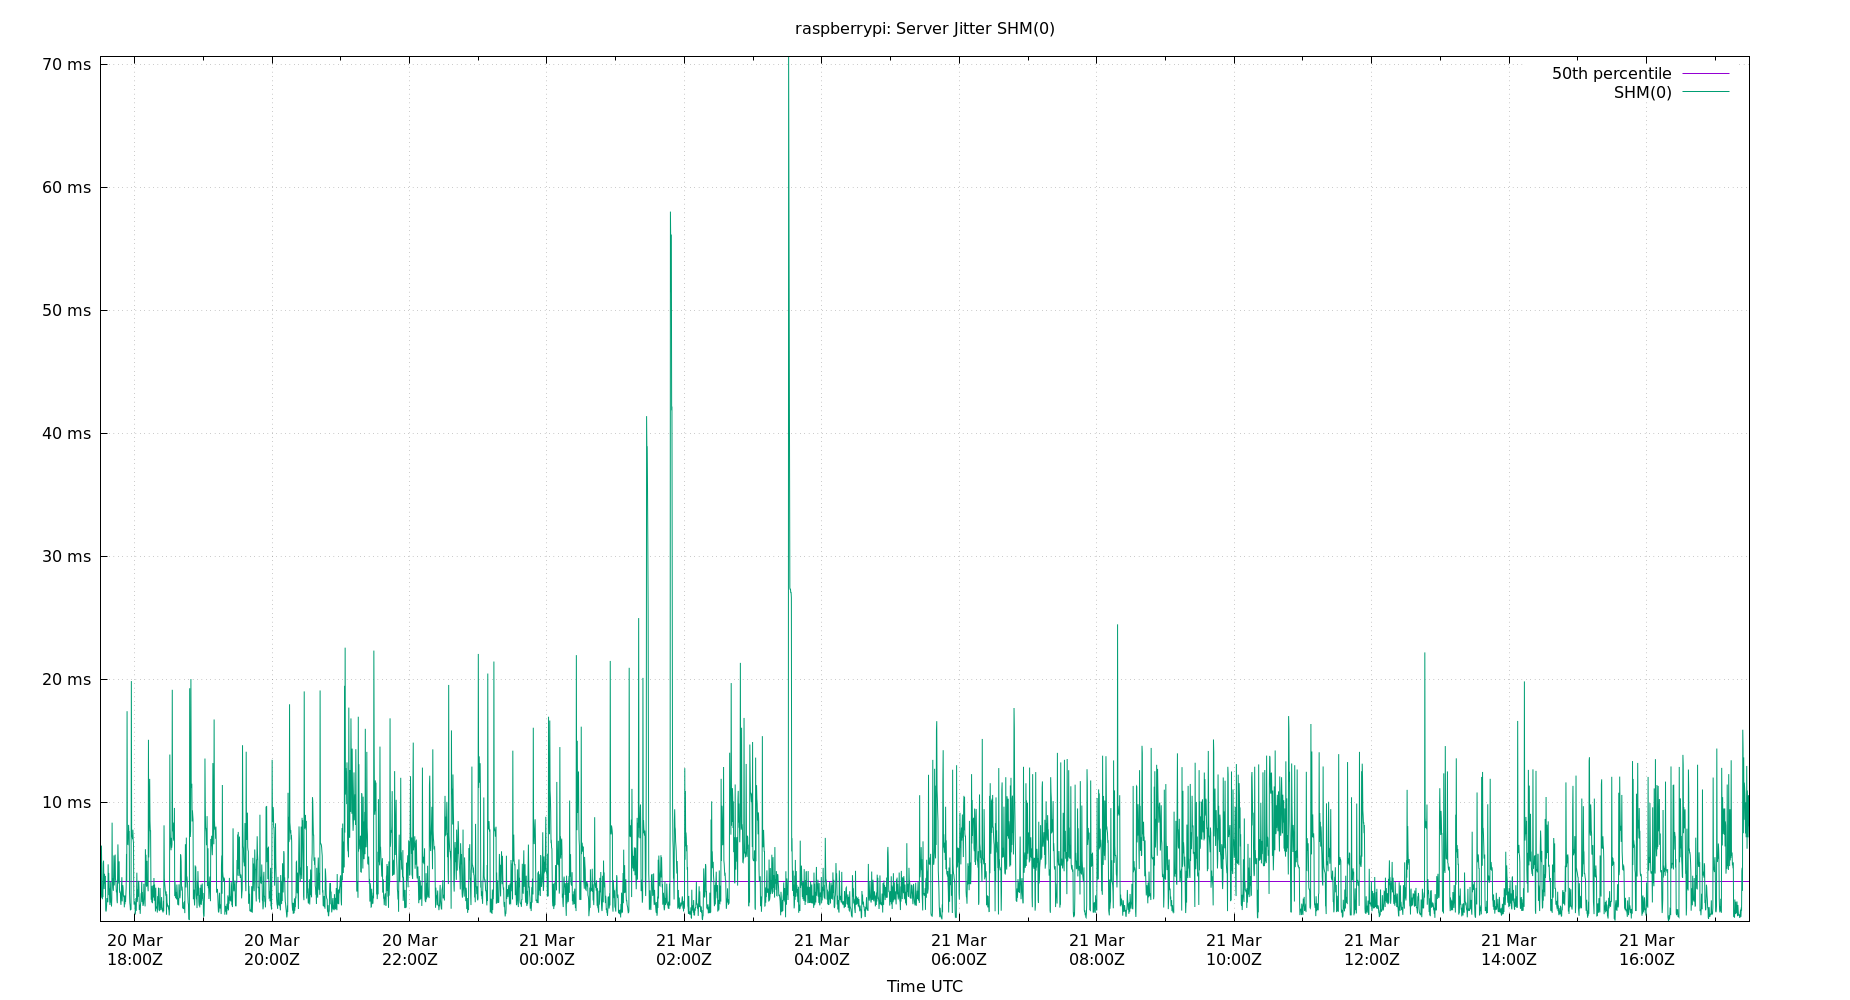 raspberrypi: Server Jitter SHM(0)
70 ms
60 ms
50 ms
40 ms
30 ms
20 ms
10 ms
50th percentile
SHM(0)
20 Mar 20 Mar 20 Mar 21 Mar 21 Mar 21 Mar 21 Mar 21 Mar 21 Mar 21 Mar 21 Mar 21 Mar
18:00Z 20:00Z 22:00Z 00:00Z 02:00Z 04:00Z 06:00Z 08:00Z 10:00Z 12:00Z 14:00Z 16:00Z
Time UTC